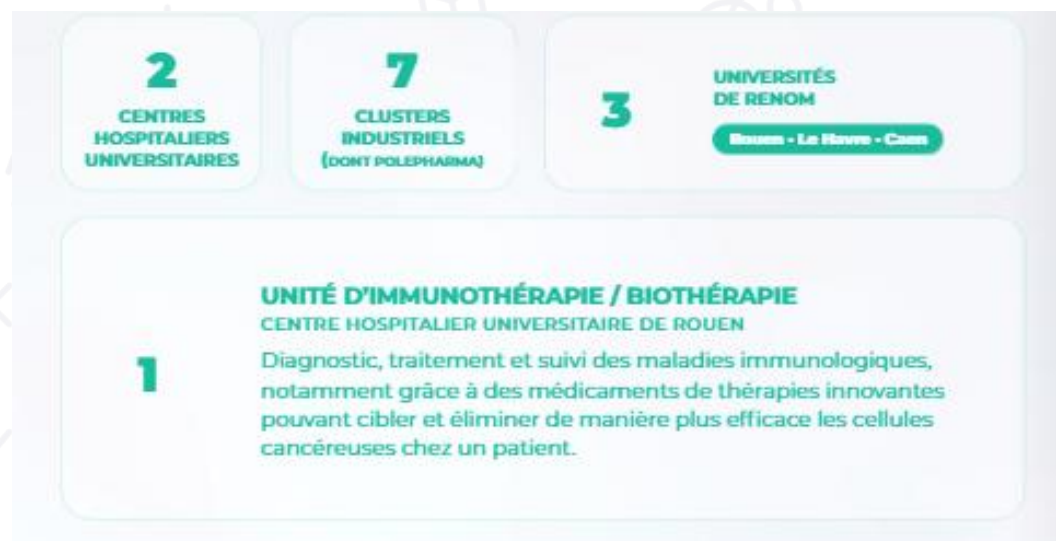 2
CENTRES
HOSPITALIERS
UNIVERSITAIRES
7
CLUSTERS
INDUSTRIELS
(DONT POLEPHARMA)
3
UNIVERSITÉS
DE RENOM
Rouen - Le Havre - Caen
1
UNITÉ D'IMMUNOTHÉRAPIE / BIOTHÉRAPIE
CENTRE HOSPITALIER UNIVERSITAIRE DE ROUEN
Diagnostic, traitement et suivi des maladies immunologiques,
notamment grâce à des médicaments de thérapies innovantes
pouvant cibler et éliminer de manière plus efficace les cellules
cancéreuses chez un patient.